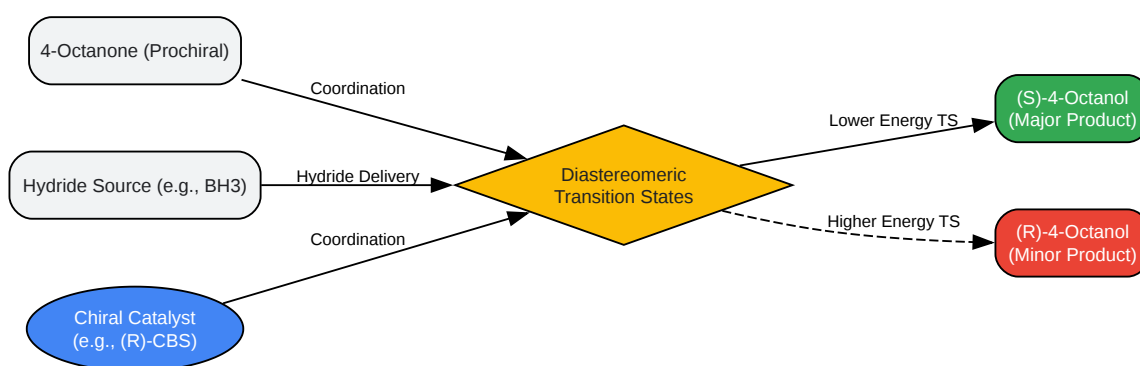 4-Octanone (Prochiral)
Coordination
Hydride Source (e.g., BH3)
Hydride Delivery
Coordination
Chiral Catalyst
(e.g., (R)-CBS)
Diastereomeric
Transition States
Lower Energy TS
Higher Energy TS
(S)-4-Octanol
(Major Product)
(R)-4-Octanol
(Minor Product)